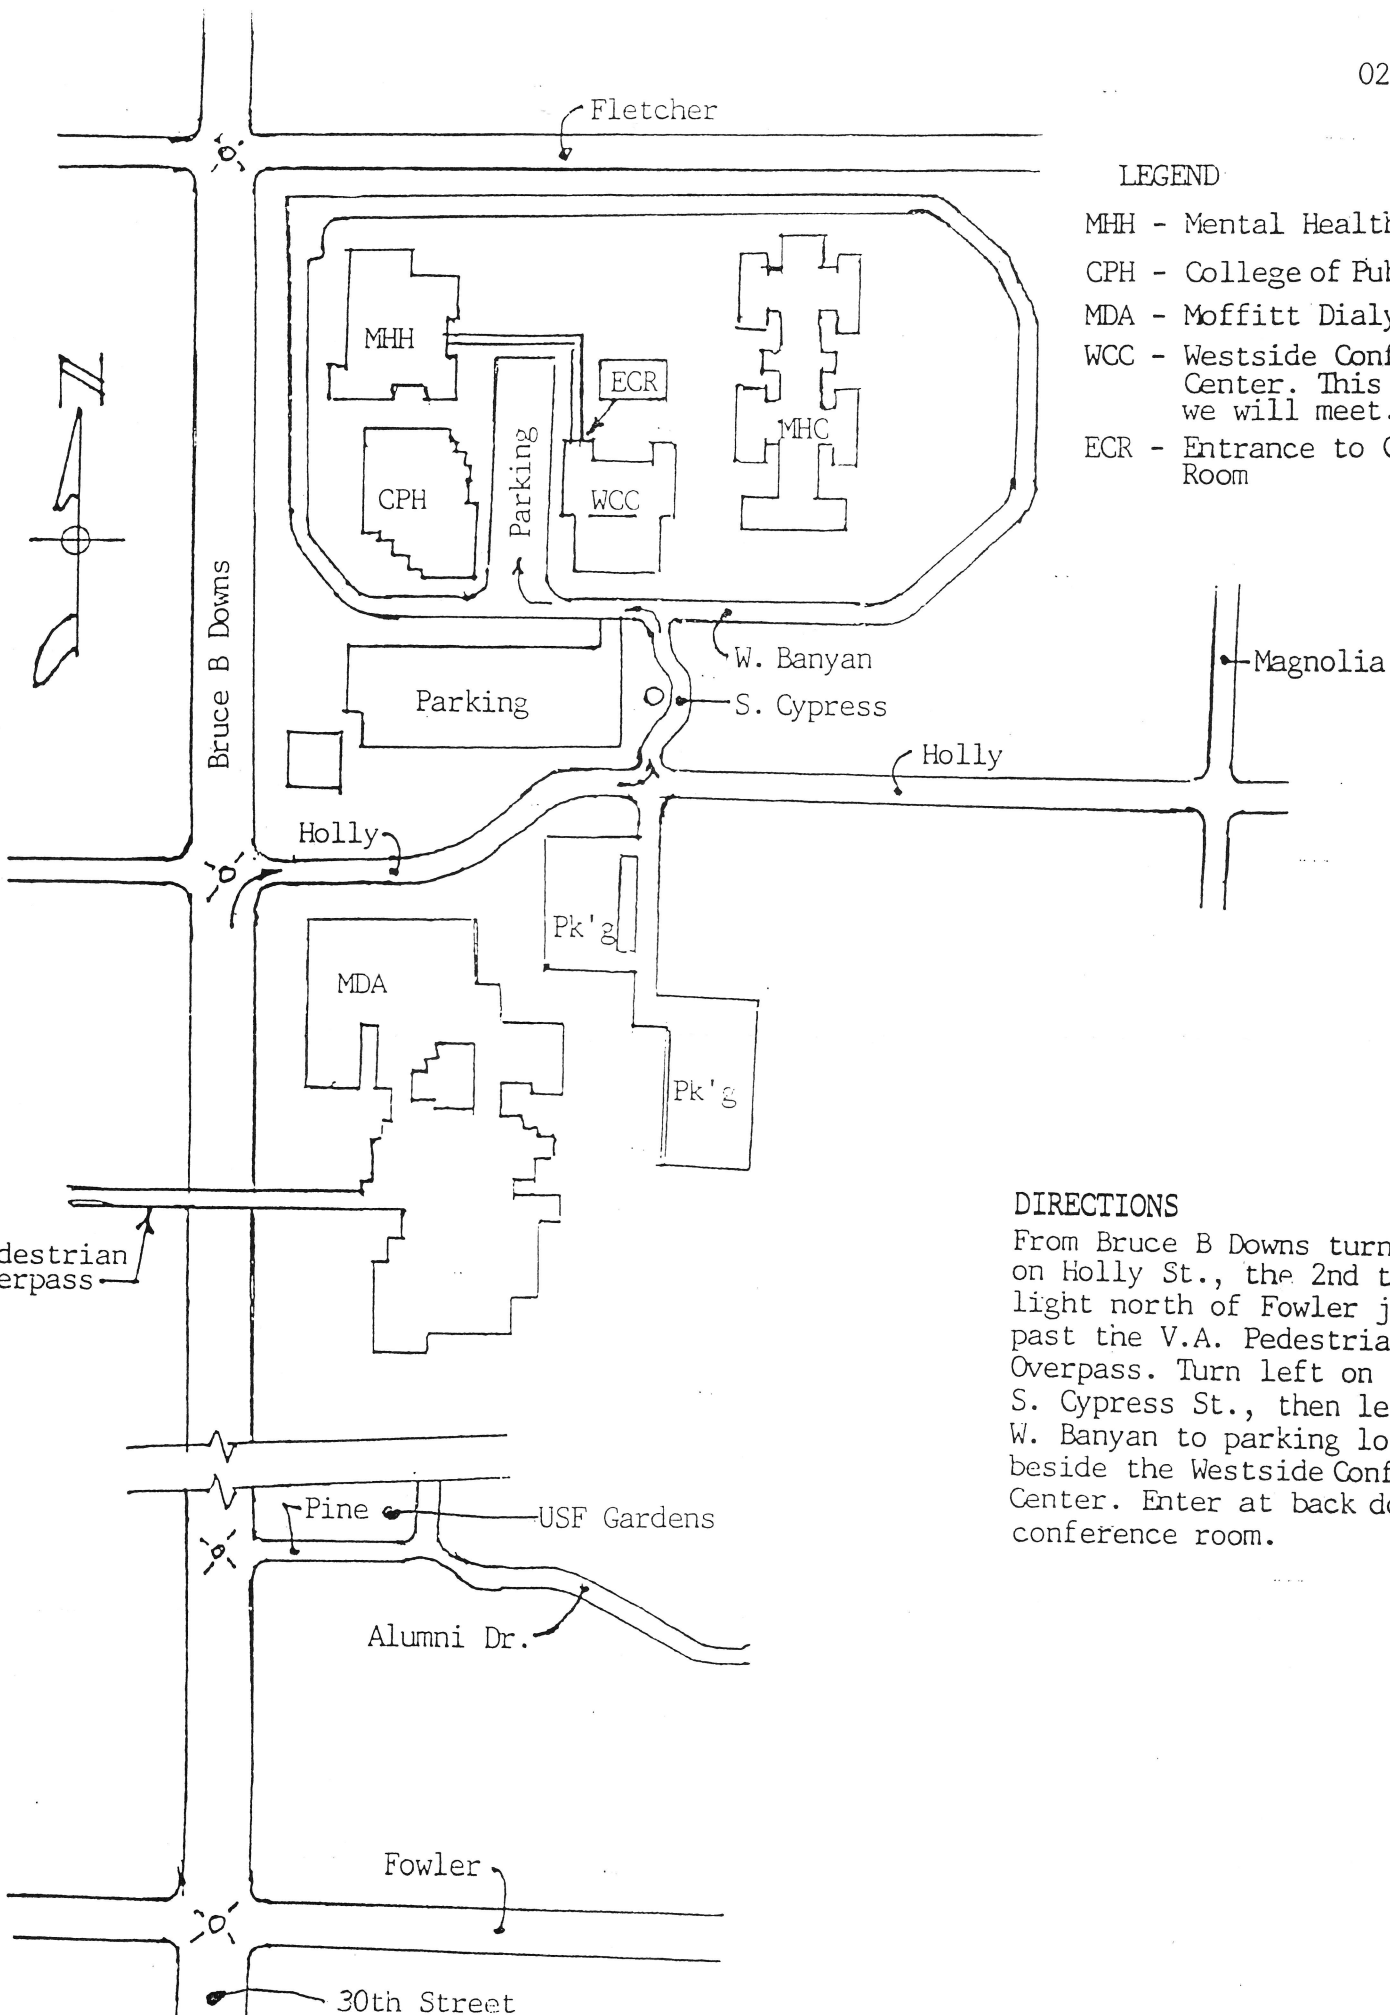 02
Fletcher
LEGEND
MHH - Mental Health
CPH - College of Pub
MDA - Moffitt Dialy
WCC - Westside Conf
Center. This
we will meet.
ECR - Entrance to C
Room
N
MHH
ECR
MHC
Parking
CPH
WCC
Bruce B Downs
W. Banyan
Magnolia
Parking
S. Cypress
Holly
Holly
Pk'g
MDA
Pk'g
destrian
erpass
DIRECTIONS
From Bruce B Downs turn
on Holly St., the 2nd t
light north of Fowler j
past the V.A. Pedestria
Overpass. Turn left on
S. Cypress St., then le
W. Banyan to parking lo
beside the Westside Conf
Center. Enter at back do
conference room.
Pine
USF Gardens
Alumni Dr.
Fowler
30th Street